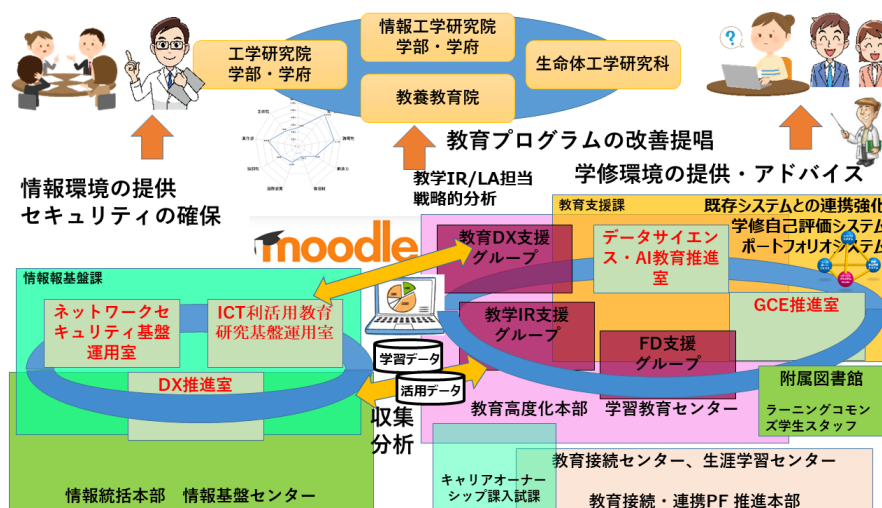 情報工学研究院
学部・学府
工学研究院
学部・学府
生命体工学研究科
教養教育院
?
教育プログラムの改善提唱
学修環境の提供・アドバイス
情報環境の提供
セキュリティの確保
教学IR/LA担当
戦略的分析
moodle
教育支援課
既存システムとの連携強化
学修自己評価システム
ポートフォリオシステム
教育DX支援
グループ
データサイエ
ンス・AI教育推進
室
情報報基盤課
ネットワークセ
キュリティ基盤
運用室
ICT利活用教育
研究基盤運用室
GCE推進室
教学IR支援
グループ
FD支援
グループ
学習データ
活用データ
DX推進室
収集
分析
教育高度化本部
学習教育センター
附属図書館
ラーニングコモン
ズ学生スタッフ
教育接続センター、生涯学習センター
キャリアオーナー
シップ課入試課
情報統括本部 情報基盤センター
教育接続・連携PF 推進本部